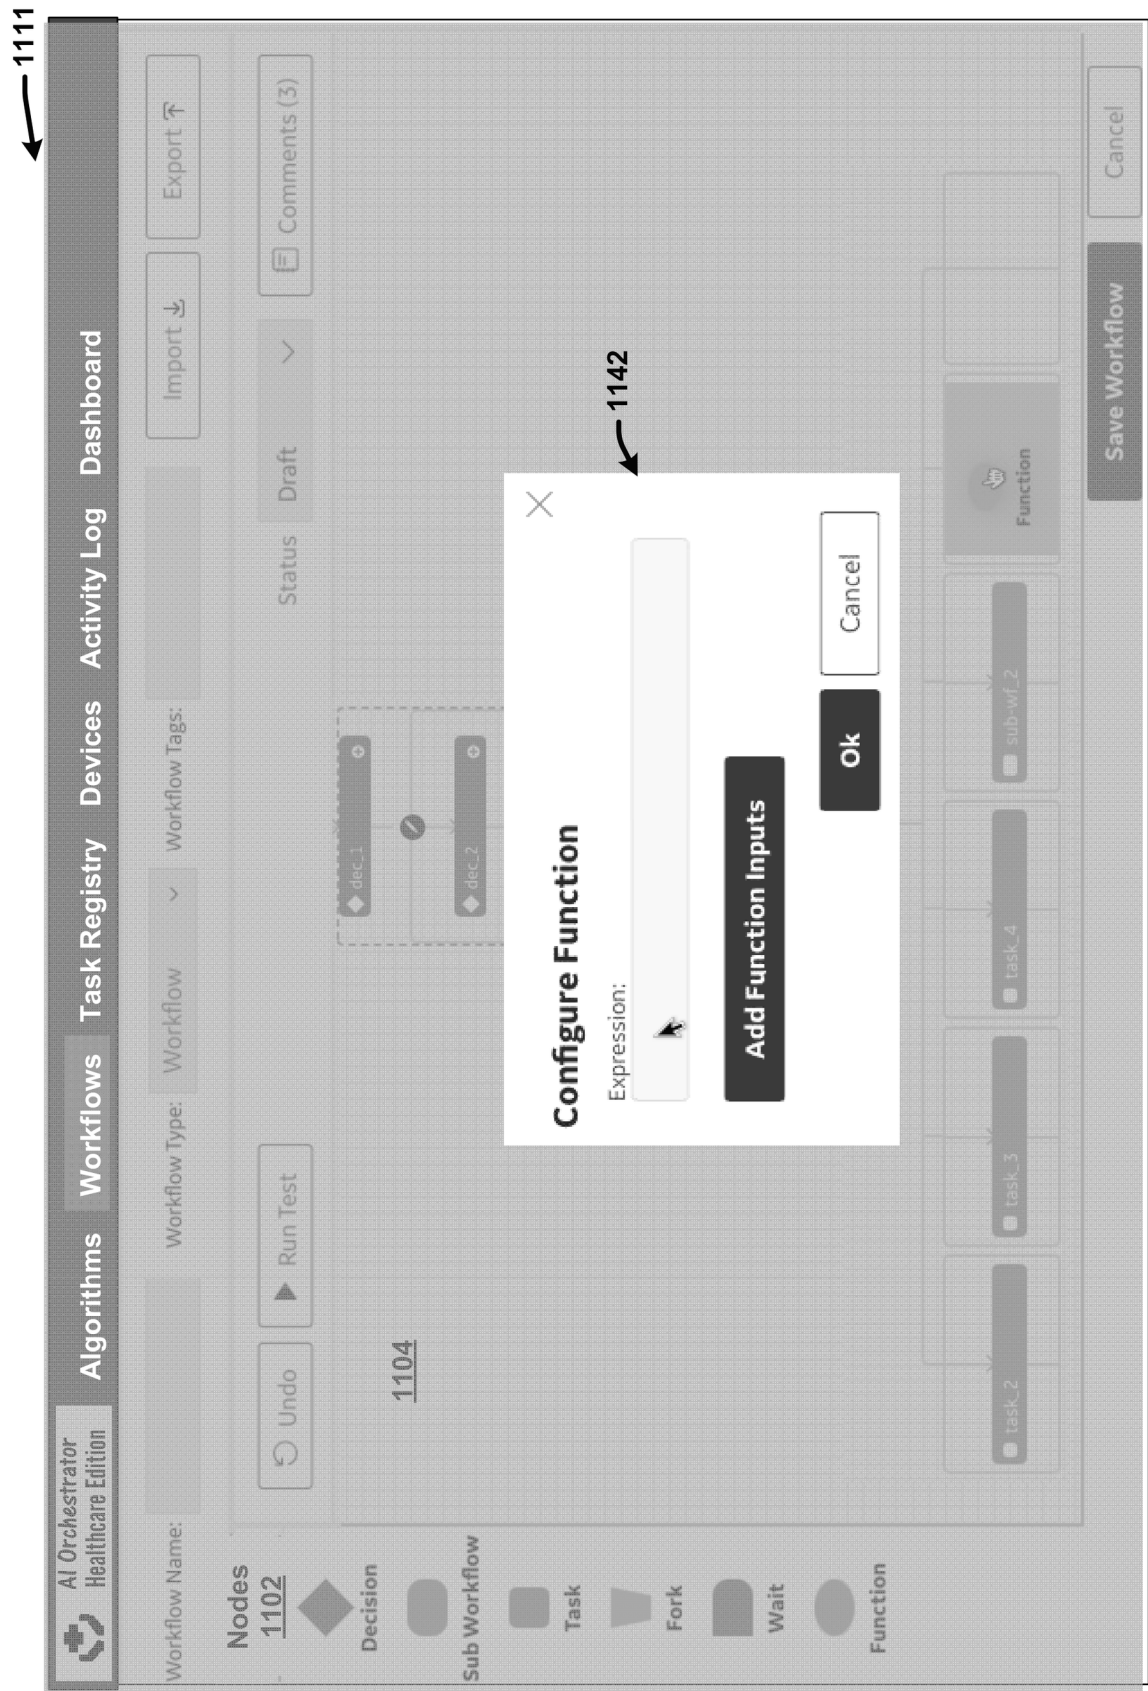 1111
AI Orchestrator
Healthcare Edition
Algorithms Workflows Task Registry Devices Activity Log Dashboard
Workflow Name: Workflow Type: Workflow Workflow Tags: Import Export
Nodes
1102
Undo Run Test Status Draft Comments (3)
Decision
Sub Workflow
Task
Fork
Wait
Function
1104
dec_1
dec_2
Configure Function
Expression:
Add Function Inputs
Ok Cancel
1142
task_2 task_3 task_4 sub-wf_2 Function
Save Workflow Cancel